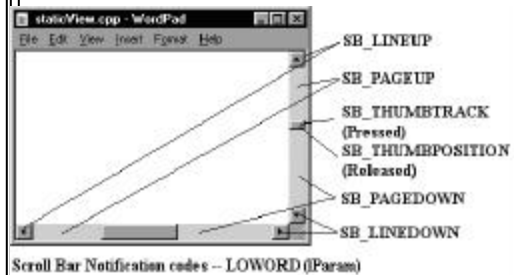 staticView.cpp - WordPad
File Edit View Insert Format Help
SB_LINEUP
SB_PAGEUP
SB_THUMBTRACK
(Pressed)
SB_THUMBPOSITION
(Released)
SB_PAGEDOWN
SB_LINEDOWN
Scroll Bar Notification codes -- LOWORD (lParam)